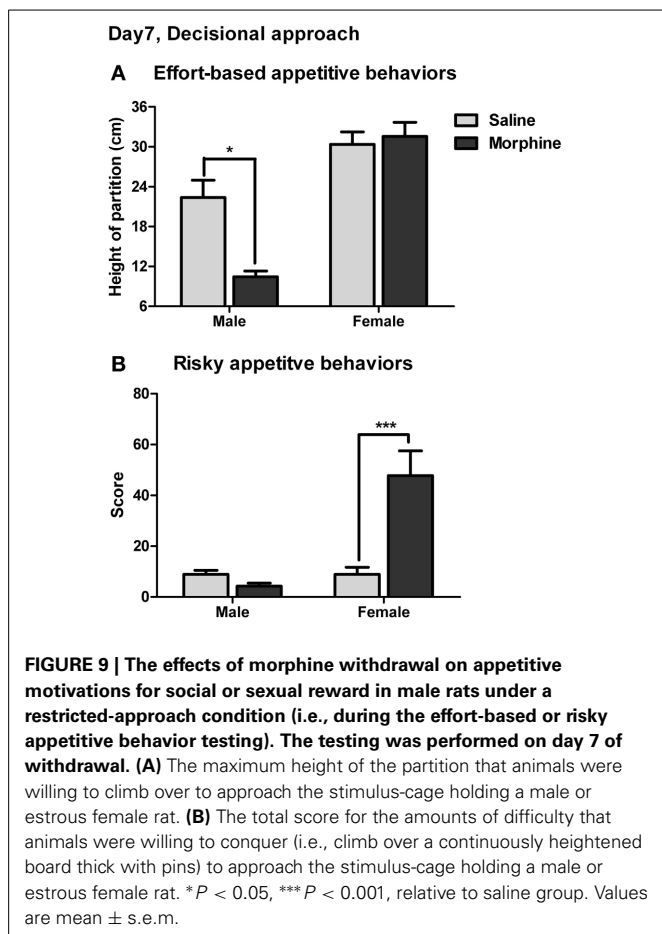 Day7, Decisional approach
A Effort-based appetitive behaviors
Height of partition (cm)
36
30
24
18
12
6
*
Saline
Morphine
Male
Female
B Risky appetitve behaviors
Score
80
60
40
20
0
***
Male
Female
FIGURE 9 | The effects of morphine withdrawal on appetitive
motivations for social or sexual reward in male rats under a
restricted-approach condition (i.e., during the effort-based or risky
appetitive behavior testing). The testing was performed on day 7 of
withdrawal. (A) The maximum height of the partition that animals were
willing to climb over to approach the stimulus-cage holding a male or
estrous female rat. (B) The total score for the amounts of difficulty that
animals were willing to conquer (i.e., climb over a continuously heightened
board thick with pins) to approach the stimulus-cage holding a male or
estrous female rat. *P < 0.05, ***P < 0.001, relative to saline group. Values
are mean ± s.e.m.